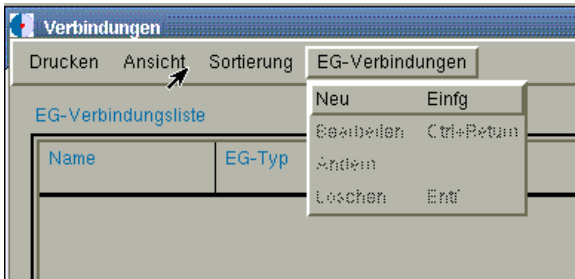 Verbindungen
Drucken Ansicht Sortierung EG-Verbindungen
Neu Einfg
EG-Verbindungsliste
Bearbeiten Ctrl+Return
Name EG-Typ
Ändern
Löschen Entf